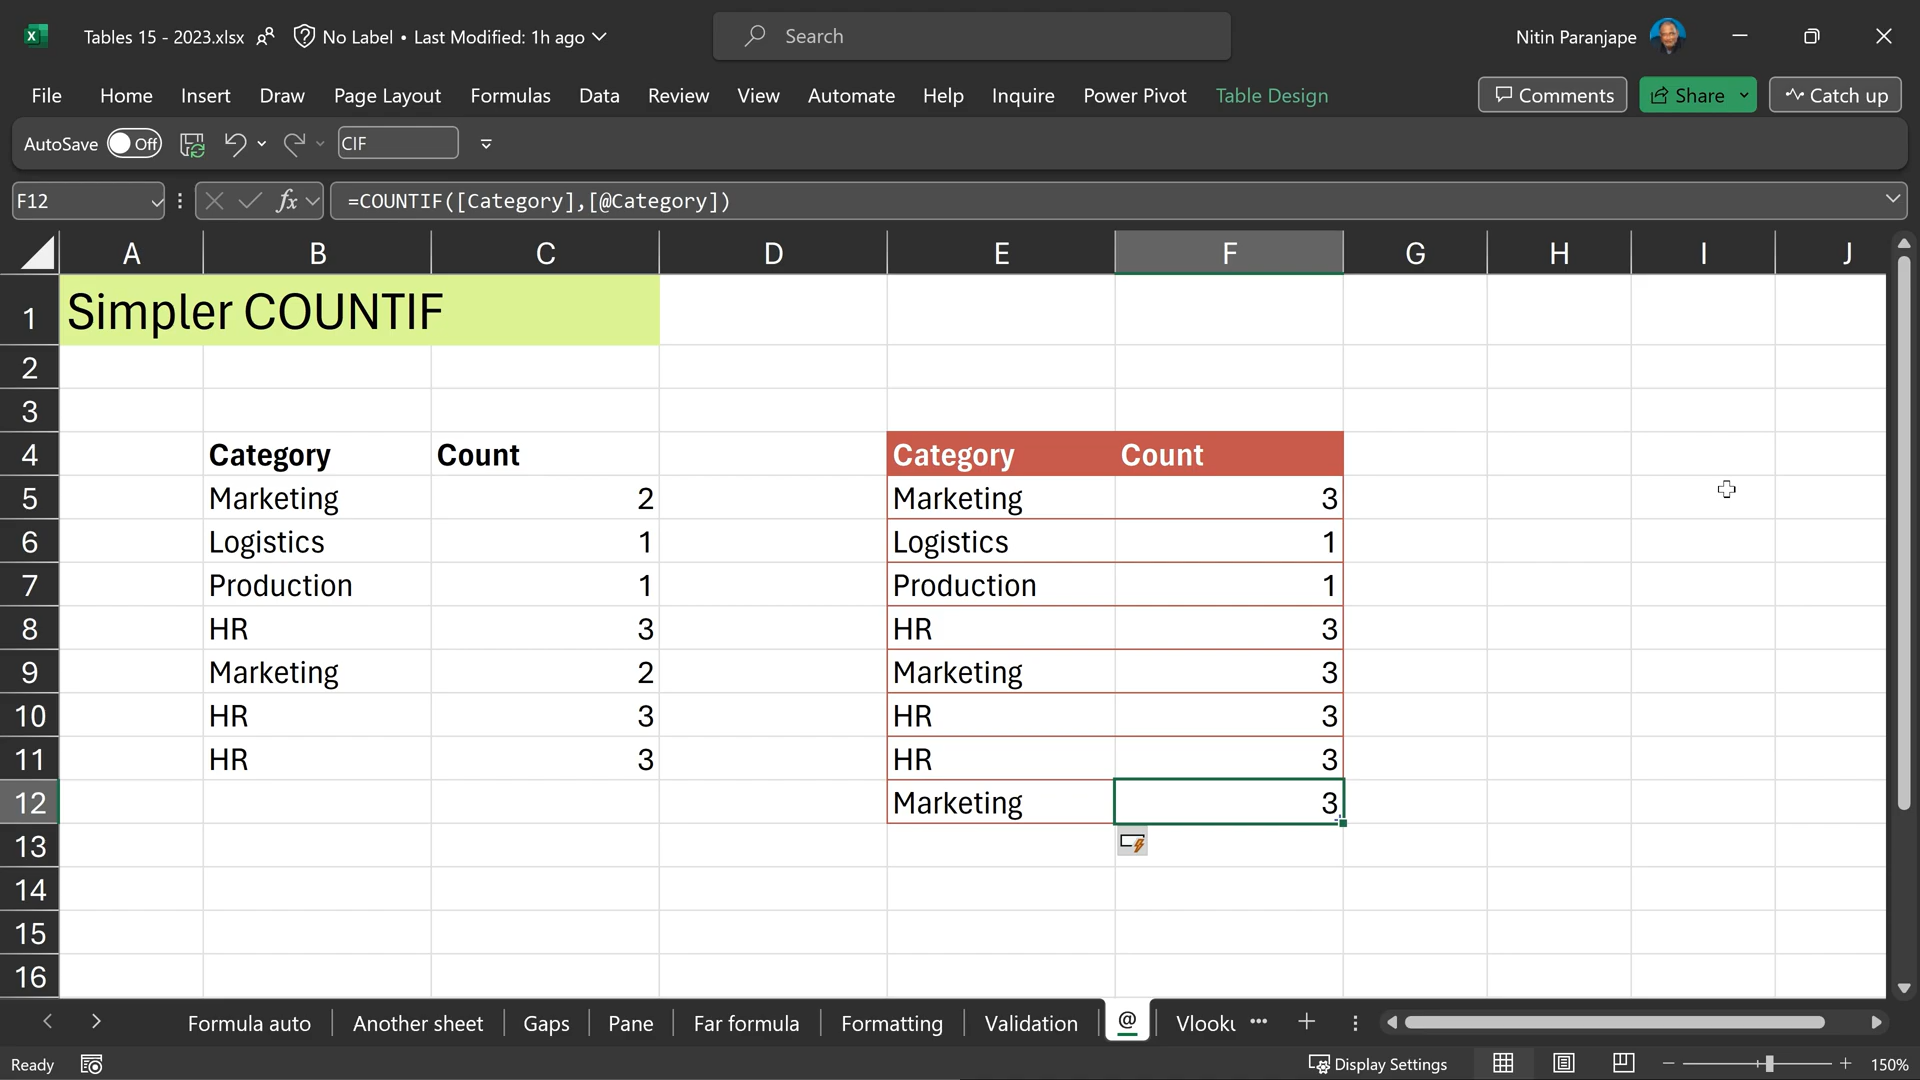 Tables 15 - 2023.xlsx No Label • Last Modified: 1h ago Search Nitin Paranjape
File Home Insert Draw Page Layout Formulas Data Review View Automate Help Inquire Power Pivot Table Design Comments Share Catch up
AutoSave Off CIF
F12 fx =COUNTIF([Category],[@Category])
A B C D E F G H I J
1 Simpler COUNTIF
2
3
4 Category Count Category Count
5 Marketing 2 Marketing 3
6 Logistics 1 Logistics 1
7 Production 1 Production 1
8 HR 3 HR 3
9 Marketing 2 Marketing 3
10 HR 3 HR 3
11 HR 3 HR 3
12 Marketing 3
13
14
15
16
Formula auto Another sheet Gaps Pane Far formula Formatting Validation @ Vlooku ...
Ready Display Settings 150%